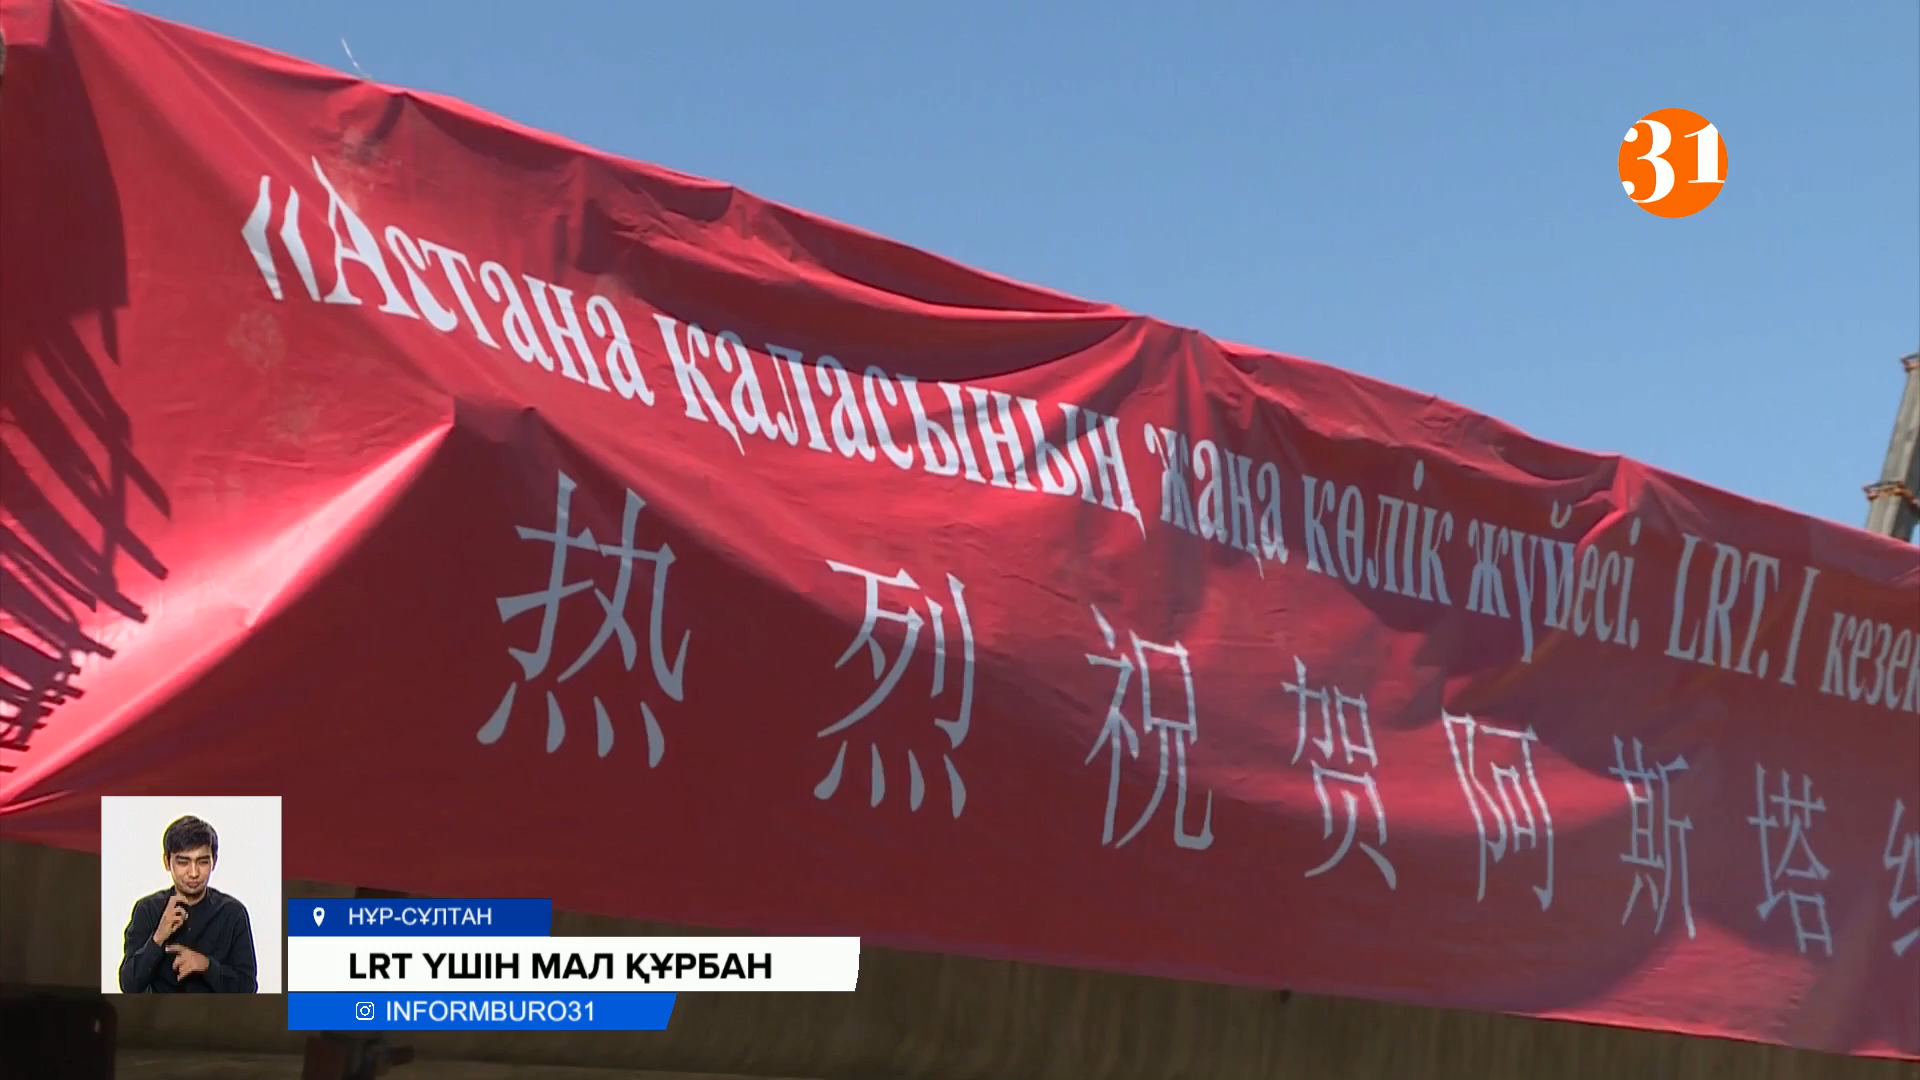 31
«Астана қаласының жаңа көлік жүйесі. LRT. I кезек
热烈祝贺阿斯塔
НҰР-СҰЛТАН
LRT ҮШІН МАЛ ҚҰРБАН
INFORMBURO31